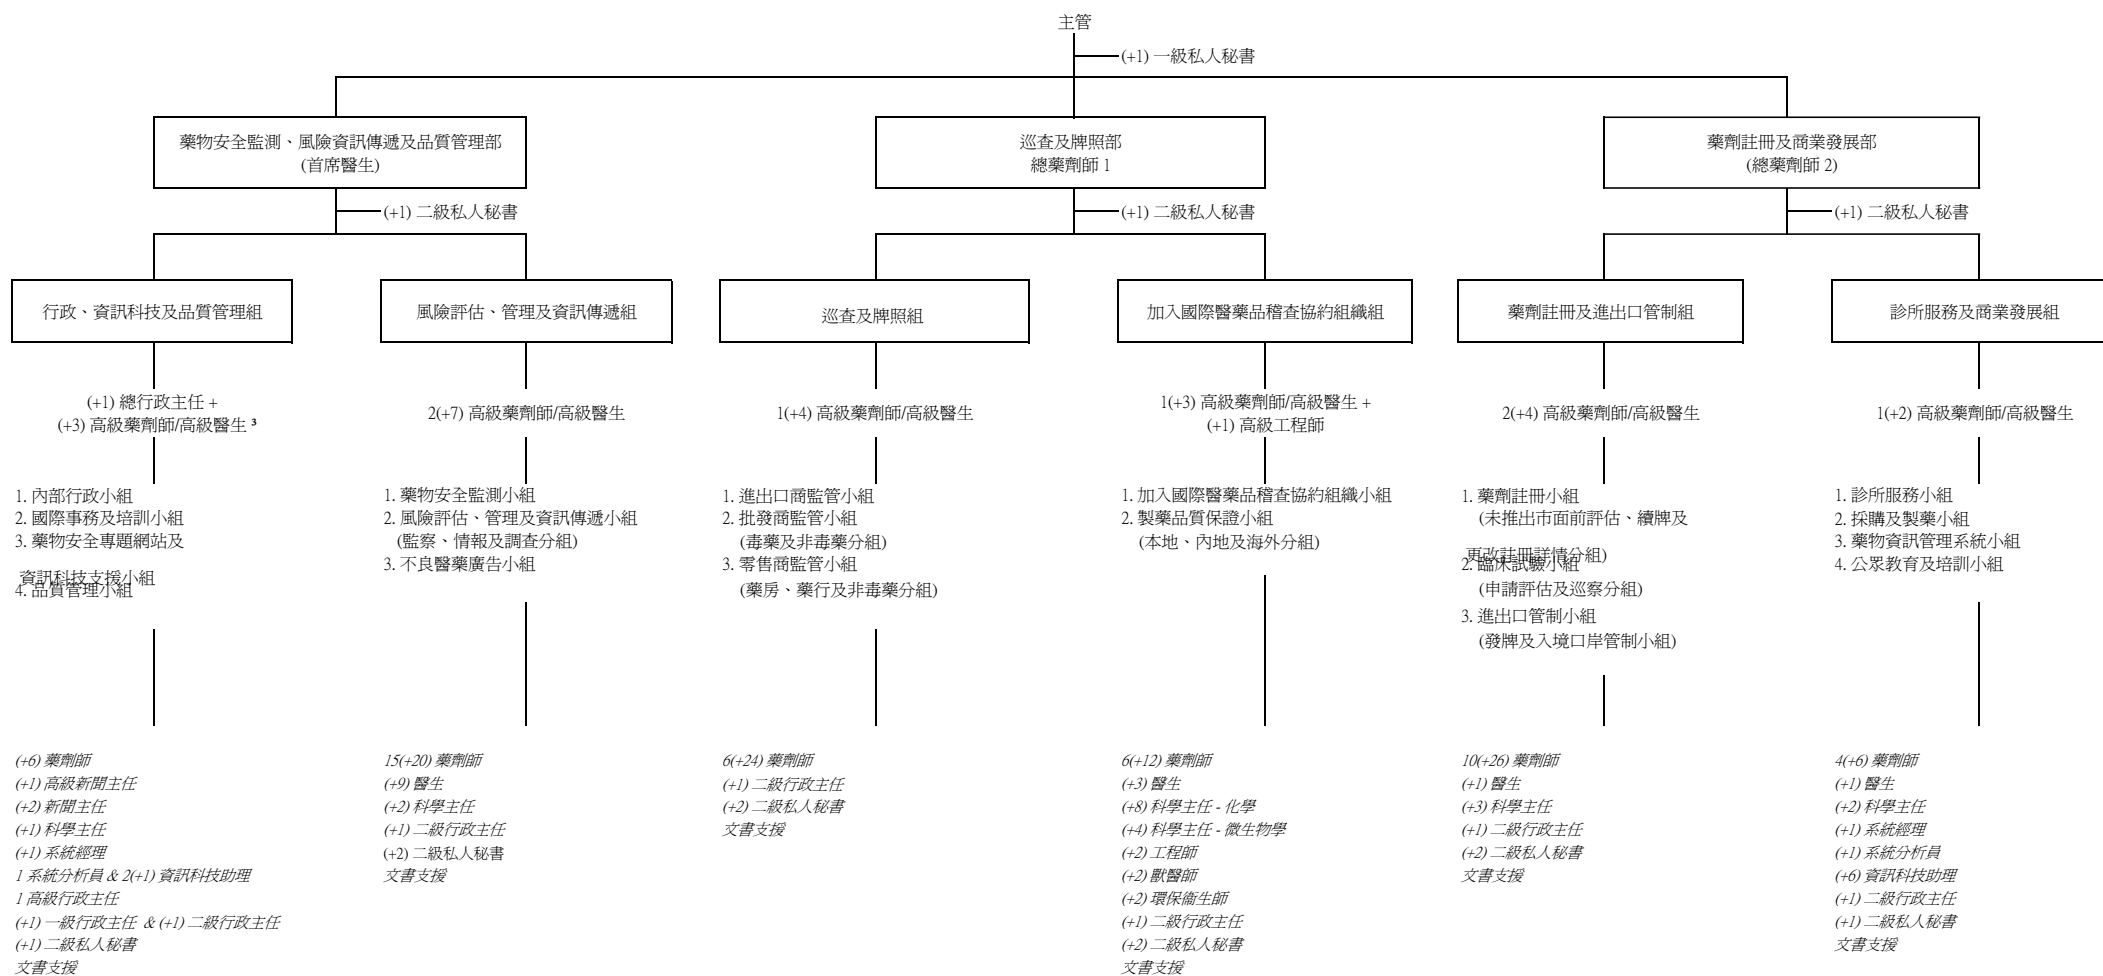 主管
(+1) 一級私人秘書
藥物安全監測、風險資訊傳遞及品質管理部
(首席醫生)
(+1) 二級私人秘書
巡查及牌照部
總藥劑師 1
(+1) 二級私人秘書
藥劑註冊及商業發展部
(總藥劑師 2)
(+1) 二級私人秘書
行政、資訊科技及品質管理組
(+1) 總行政主任 +
(+3) 高級藥劑師/高級醫生 ³
1. 內部行政小組
2. 國際事務及培訓小組
3. 藥物安全專題網站及
資訊科技支援小組
4. 品質管理小組
(+6) 藥劑師
(+1) 高級新聞主任
(+2) 新聞主任
(+1) 科學主任
(+1) 系統經理
1 系統分析員 & 2(+1) 資訊科技助理
1 高級行政主任
(+1) 一級行政主任 & (+1) 二級行政主任
(+1) 二級私人秘書
文書支援
風險評估、管理及資訊傳遞組
2(+7) 高級藥劑師/高級醫生
1. 藥物安全監測小組
2. 風險評估、管理及資訊傳遞小組
(監察、情報及調查分組)
3. 不良醫藥廣告小組
15(+20) 藥劑師
(+9) 醫生
(+2) 科學主任
(+1) 二級行政主任
(+2) 二級私人秘書
文書支援
巡查及牌照組
1(+4) 高級藥劑師/高級醫生
1. 進出口商監管小組
2. 批發商監管小組
(毒藥及非毒藥分組)
3. 零售商監管小組
(藥房、藥行及非毒藥分組)
6(+24) 藥劑師
(+1) 二級行政主任
(+2) 二級私人秘書
文書支援
加入國際醫藥品稽查協約組織組
1(+3) 高級藥劑師/高級醫生 +
(+1) 高級工程師
1. 加入國際醫藥品稽查協約組織小組
2. 製藥品質保證小組
(本地、內地及海外分組)
6(+12) 藥劑師
(+3) 醫生
(+8) 科學主任 - 化學
(+4) 科學主任 - 微生物學
(+2) 工程師
(+2) 獸醫師
(+2) 環保衞生師
(+1) 二級行政主任
(+2) 二級私人秘書
文書支援
藥劑註冊及進出口管制組
2(+4) 高級藥劑師/高級醫生
1. 藥劑註冊小組
(未推出市面前評估、續牌及
更改註冊詳情分組)
2. 臨床試驗小組
(申請評估及巡察分組)
3. 進出口管制小組
(發牌及入境口岸管制小組)
10(+26) 藥劑師
(+1) 醫生
(+3) 科學主任
(+1) 二級行政主任
(+2) 二級私人秘書
文書支援
診所服務及商業發展組
1(+2) 高級藥劑師/高級醫生
1. 診所服務小組
2. 採購及製藥小組
3. 藥物資訊管理系統小組
4. 公眾教育及培訓小組
4(+6) 藥劑師
(+1) 醫生
(+2) 科學主任
(+1) 系統經理
(+1) 系統分析員
(+6) 資訊科技助理
(+1) 二級行政主任
(+1) 二級私人秘書
文書支援